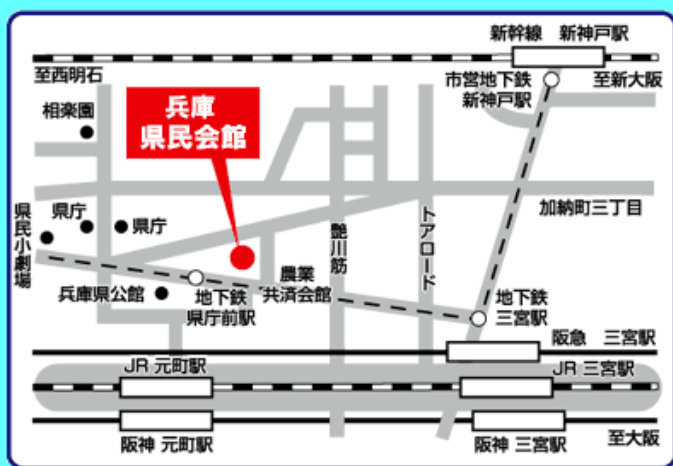 新幹線 新神戸駅
至西明石
市営地下鉄
新神戸駅
至新大阪
相楽園
兵庫
県民会館
県庁
県庁
加納町三丁目
県民小劇場
鯉川筋
トアロード
兵庫県公館
地下鉄
県庁前駅
農業
共済会館
地下鉄
三宮駅
阪急 三宮駅
JR 元町駅
JR 三宮駅
阪神 元町駅
阪神 三宮駅
至大阪